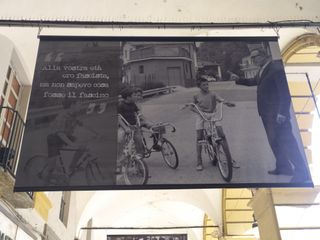 "Alla vostra età
ero fascista,
ma non sapevo cosa
fosse il fascismo